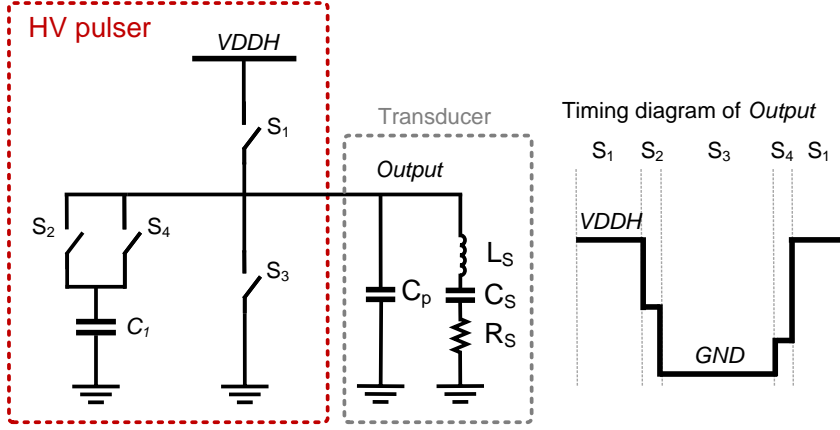 HV pulser
VDDH
S1
Transducer
Output
S2
S4
S3
C1
Cp
LS
CS
RS
Timing diagram of Output
S1 S2 S3 S4 S1
VDDH
GND